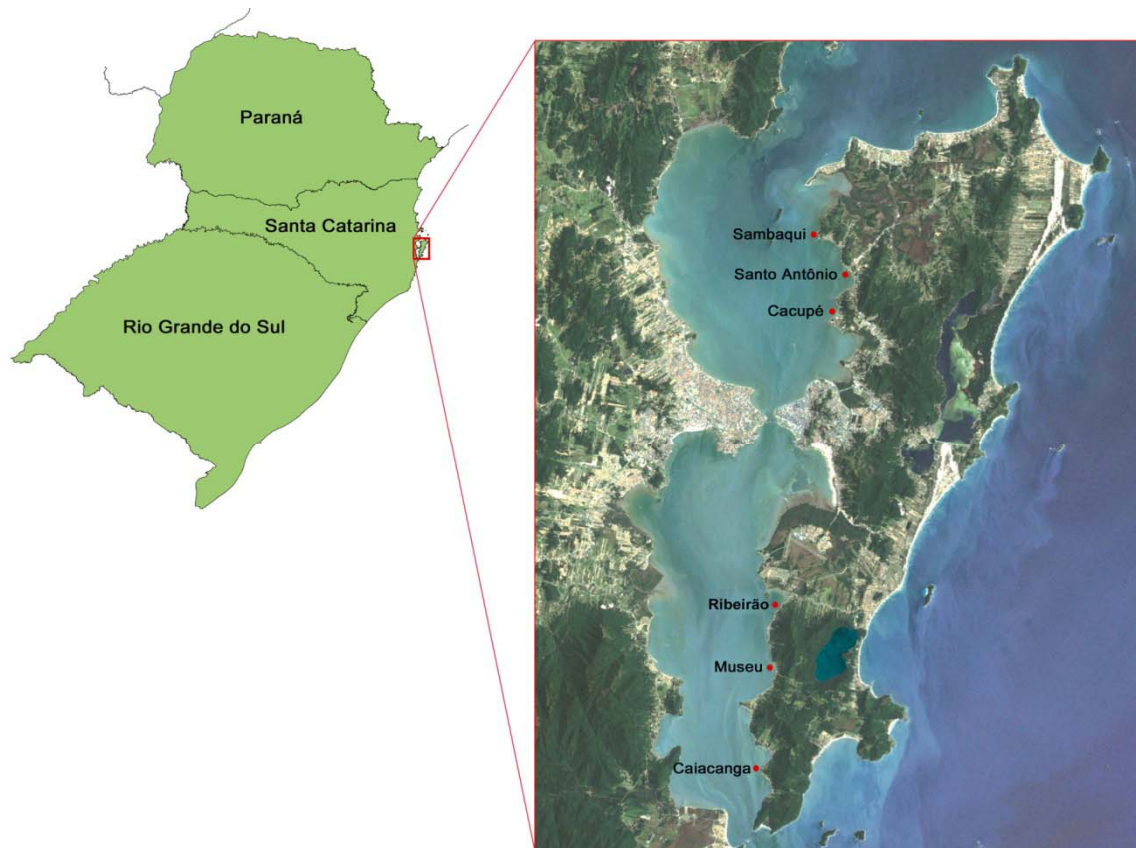 Paraná
Santa Catarina
Rio Grande do Sul
Sambaqui
Santo Antônio
Cacupé
Ribeirão
Museu
Caiacanga